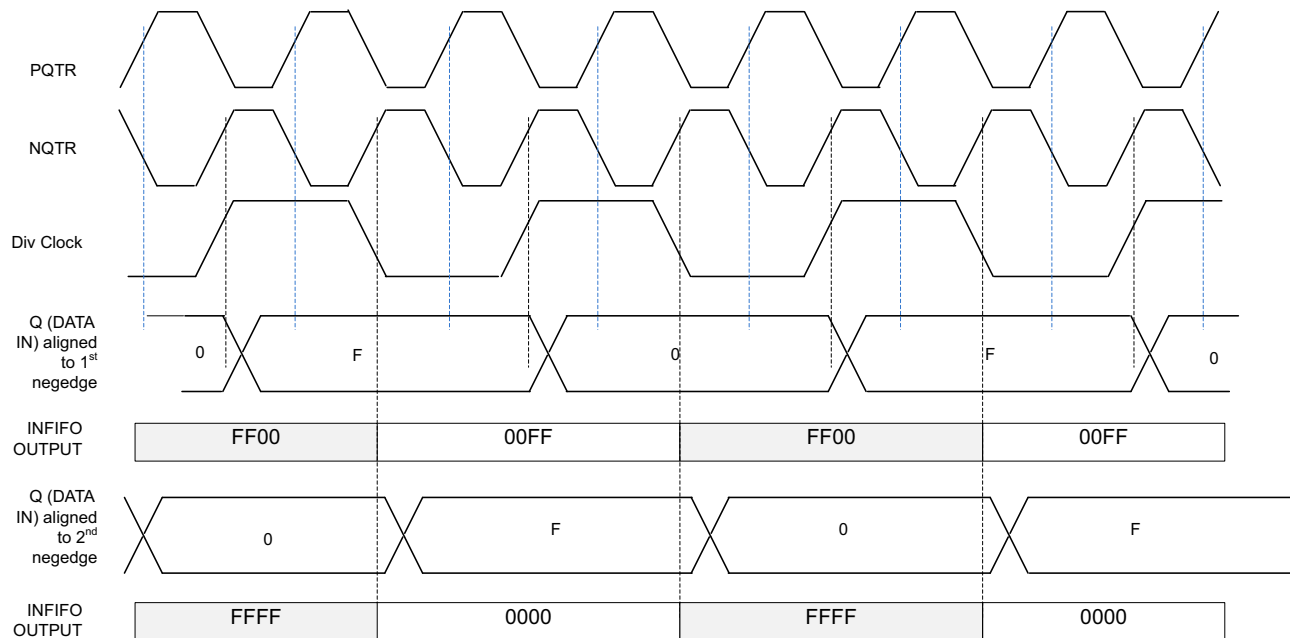 PQTR
NQTR
Div Clock
Q (DATA
IN) aligned
to 1st
negedge
0
F
0
F
0
INFIFO
OUTPUT
FF00
00FF
FF00
00FF
Q (DATA
IN) aligned
to 2nd
negedge
0
F
0
F
INFIFO
OUTPUT
FFFF
0000
FFFF
0000